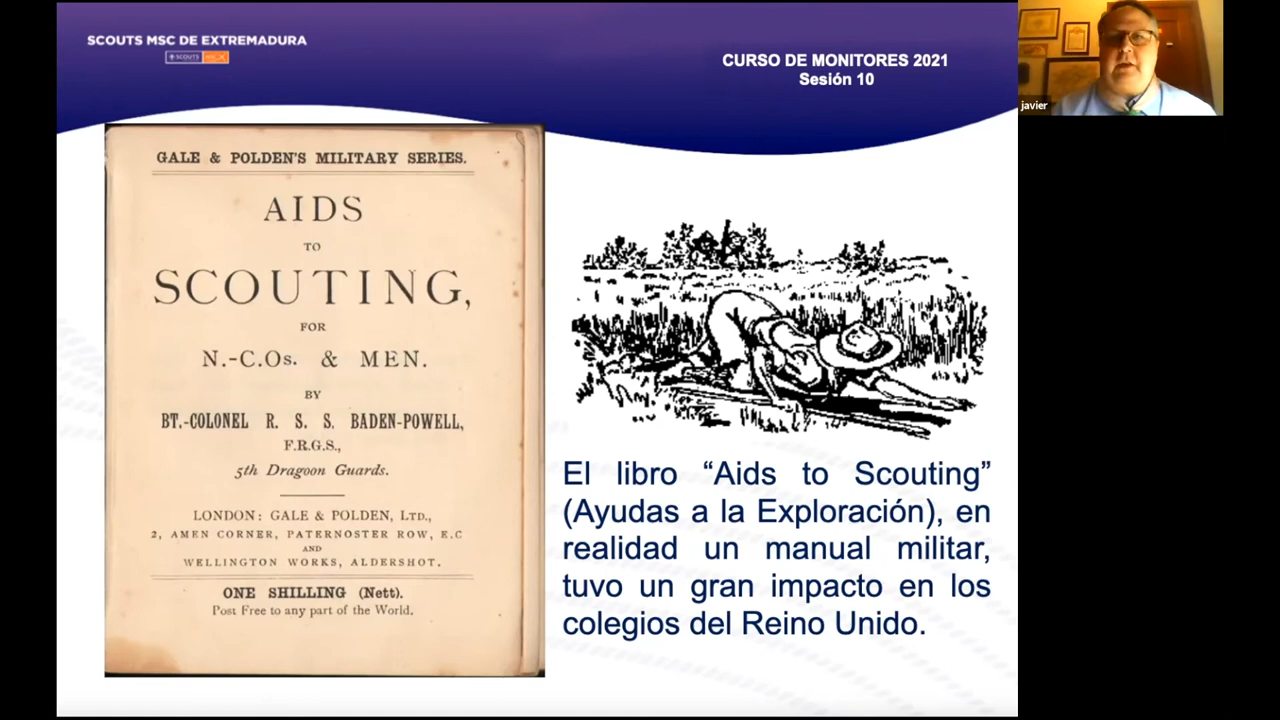 SCOUTS MSC DE EXTREMADURA
SCOUTS MSC
CURSO DE MONITORES 2021
Sesión 10
javier
GALE & POLDEN'S MILITARY SERIES.
AIDS
TO
SCOUTING,
FOR
N.-C.Os. & MEN.
BY
BT.-COLONEL R. S. S. BADEN-POWELL,
F.R.G.S.,
5th Dragoon Guards.
LONDON: GALE & POLDEN, LTD.,
2, AMEN CORNER, PATERNOSTER ROW, E.C
AND
WELLINGTON WORKS, ALDERSHOT.
ONE SHILLING (Nett).
Post Free to any part of the World.
El libro “Aids to Scouting”
(Ayudas a la Exploración), en
realidad un manual militar,
tuvo un gran impacto en los
colegios del Reino Unido.